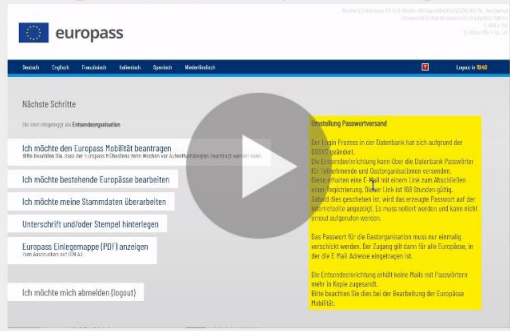 europass
Deutsch Englisch Französisch Italienisch Spanisch Niederländisch
Logout in
Nächste Schritte
Sie sind eingeloggt als Entsendeorganisation
Ich möchte den Europass Mobilität beantragen
Ich möchte bestehende Europässe bearbeiten
Ich möchte meine Stammdaten überarbeiten
Unterschrift und/oder Stempel hinterlegen
Europass Einlegemappe (PDF) anzeigen
Ich möchte mich abmelden (logout)
Umstellung Passwortversand
Der Login Prozess in der Datenbank hat sich aufgrund der
geändert.
Die Entsendeeinrichtung kann über die Datenbank Passwörter
für Teilnehmende und Gastorganisationen versenden.
Diese erhalten eine E-Mail mit einem Link zum Abschließen
einer Registrierung. Dieser Link ist 168 Stunden gültig.
Sobald dies geschehen ist, wird das erzeugte Passwort auf der
Internetseite angezeigt. Es muss notiert werden und kann nicht
erneut aufgerufen werden.
Das Passwort für die Gastorganisation muss nur einmalig
verschickt werden. Der Zugang gilt dann für alle Europässe, in
der die E Mail Adresse eingetragen ist.
Die Entsendeeinrichtung erhält keine Mails mit Passwörtern
mehr in Kopie zugesandt.
Bitte beachten Sie dies bei der Bearbeitung der Europässe
Mobilität.